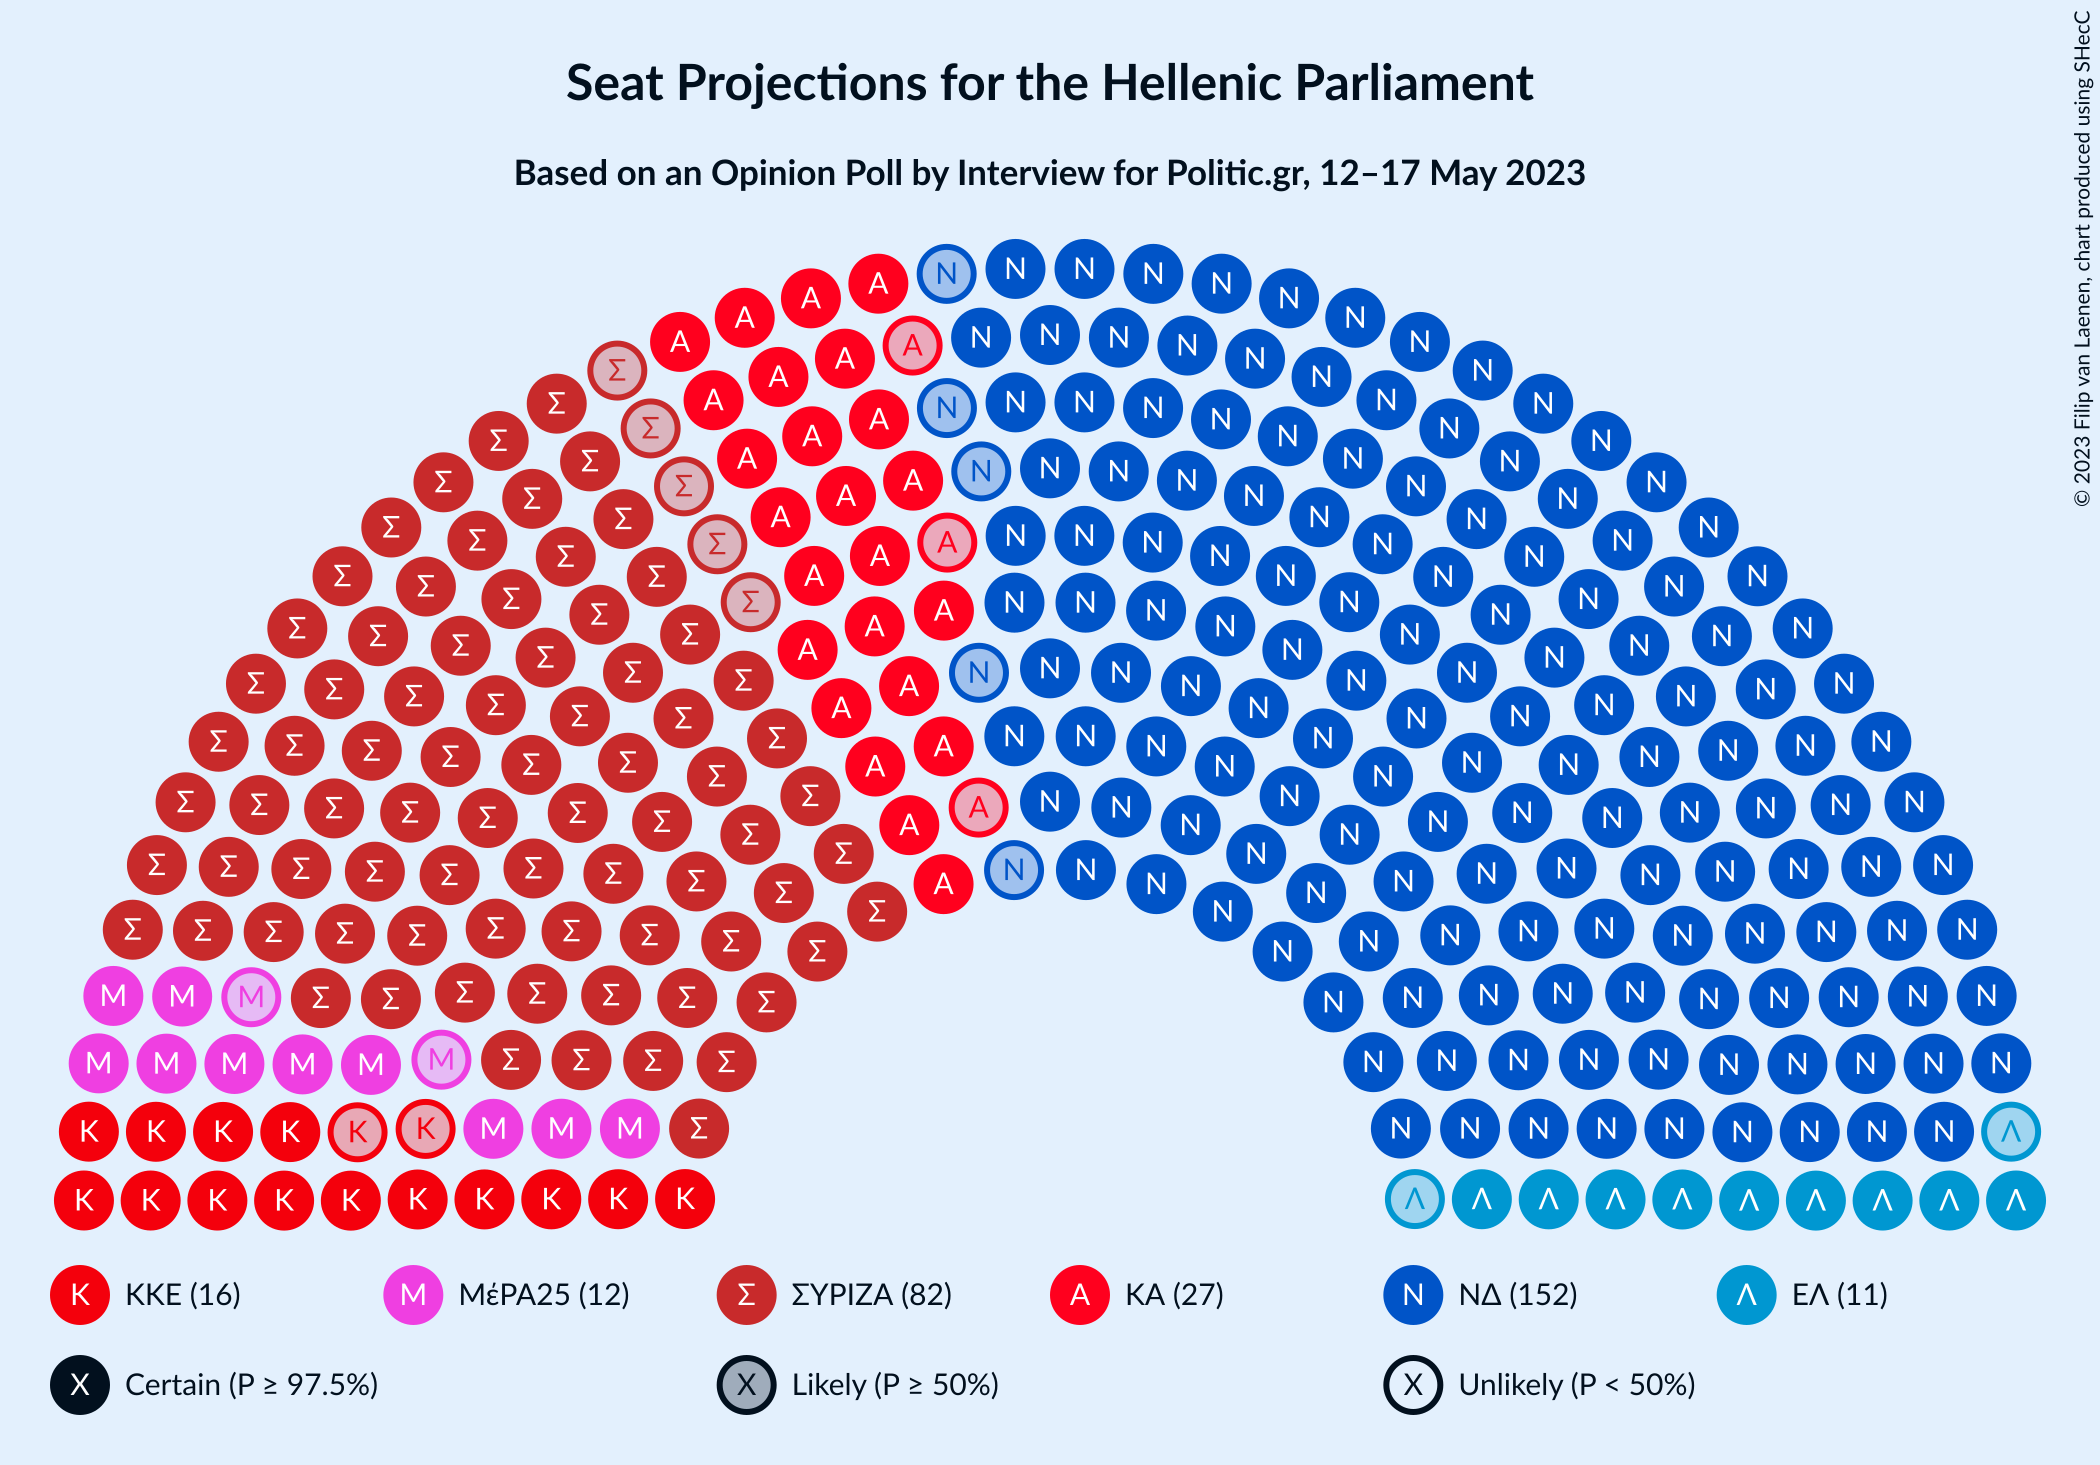 Seat Projections for the Hellenic Parliament
Based on an Opinion Poll by Interview for Politic.gr, 12–17 May 2023
© 2023 Filip van Laenen, chart produced using SHecC
K ΚΚΕ (16)
M ΜέΡΑ25 (12)
Σ ΣΥΡΙΖΑ (82)
A ΚΑ (27)
N ΝΔ (152)
Λ ΕΛ (11)
X Certain (P ≥ 97.5%)
X Likely (P ≥ 50%)
X Unlikely (P < 50%)